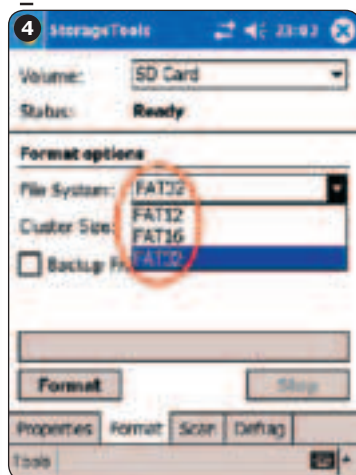 4 StorageTools 23:02
Volume: SD Card
Status: Ready
Format options
File System: FAT32
FAT12
Cluster Size:
FAT16
FAT32
Backup
Format Stop
Properties Format Scan Defrag
Tools